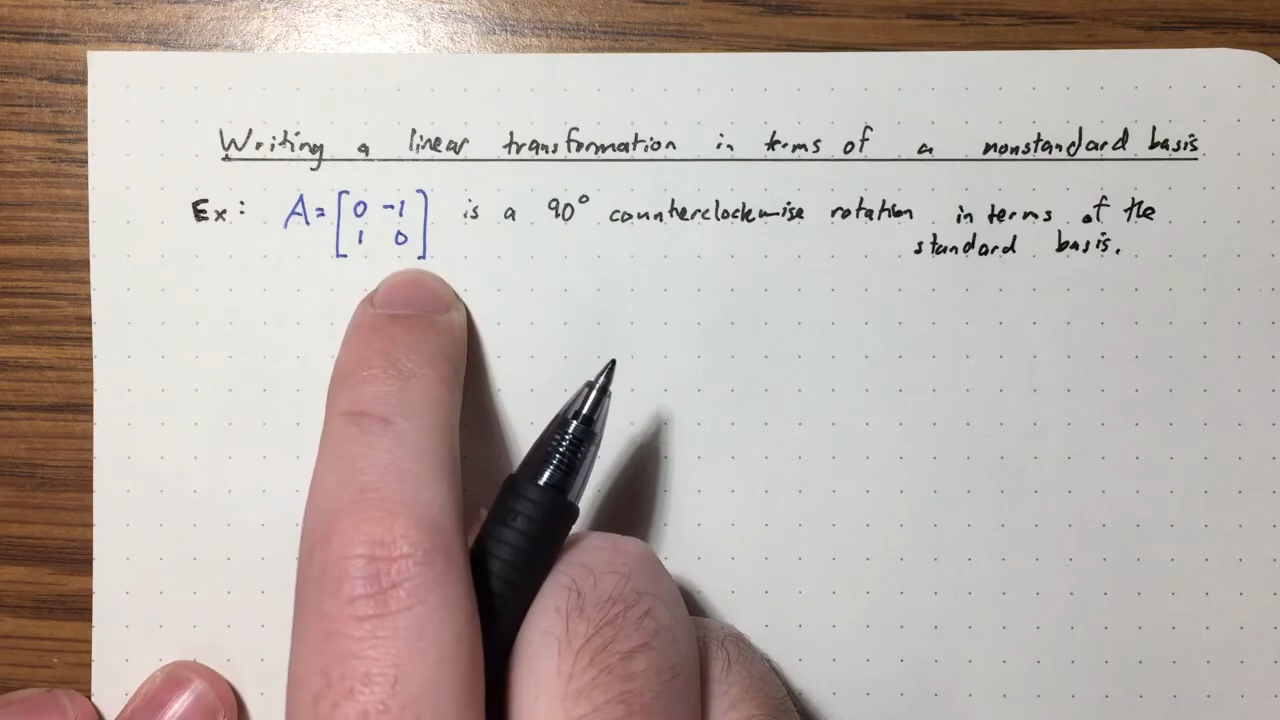 Writing a linear transformation in terms of a nonstandard basis
Ex: A = [0 -1 is a 90° counterclockwise rotation in terms of the
1 0] standard basis.